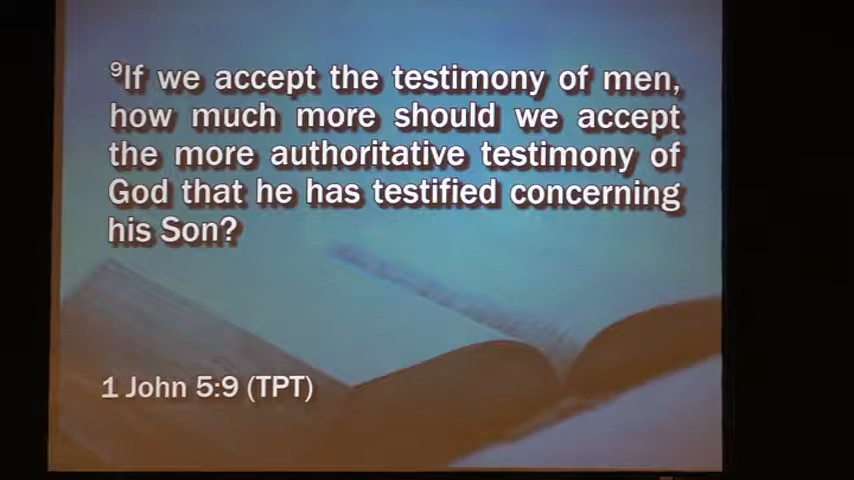 ⁹If we accept the testimony of men,
how much more should we accept
the more authoritative testimony of
God that he has testified concerning
his Son?
1 John 5:9 (TPT)